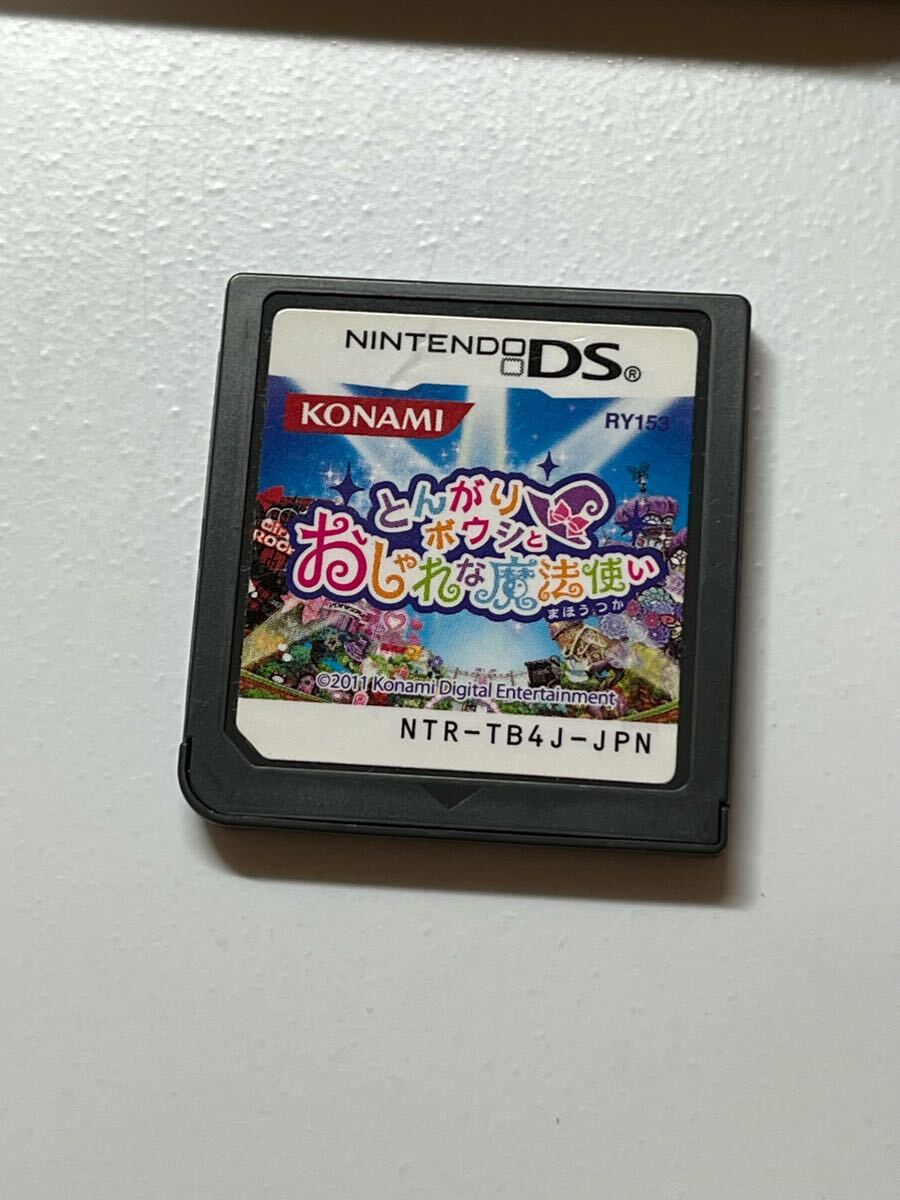 NINTENDO DS®
KONAMI
RY153
とんがり
ボウシと
おしゃれな魔法使い
まほうつか
©2011 Konami Digital Entertainment
NTR-TB4J-JPN